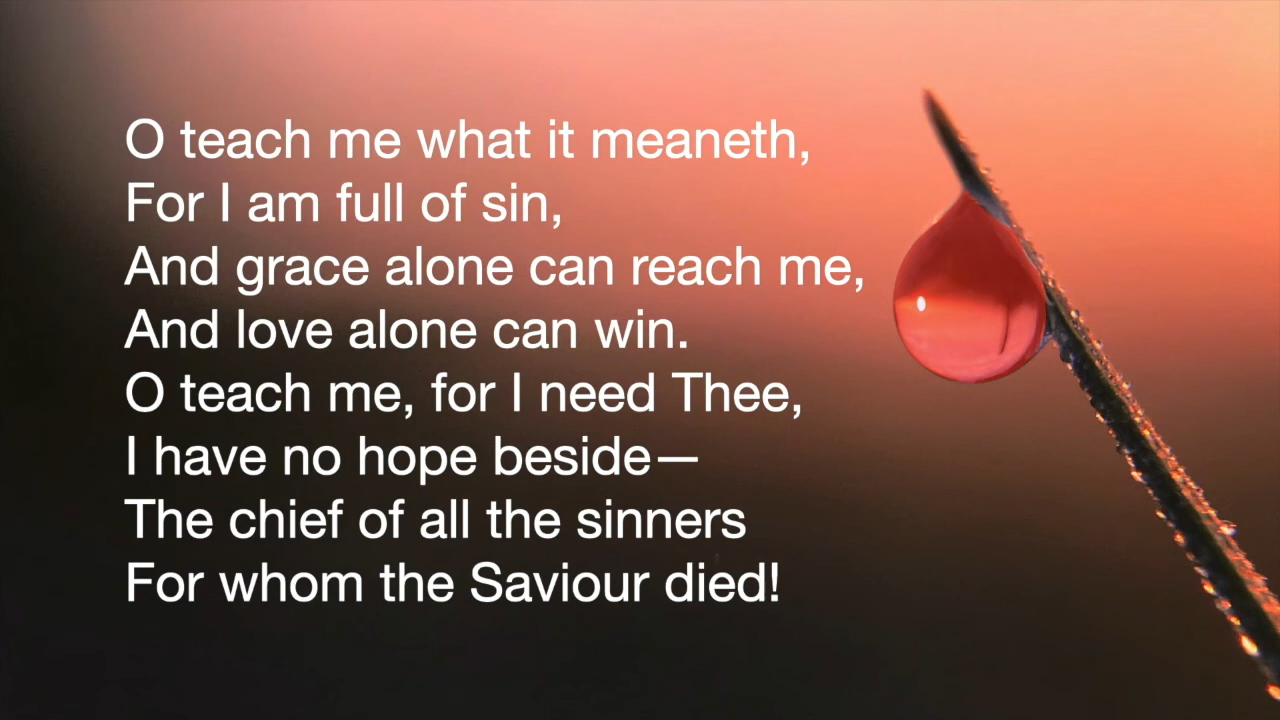 O teach me what it meaneth,
For I am full of sin,
And grace alone can reach me,
And love alone can win.
O teach me, for I need Thee,
I have no hope beside—
The chief of all the sinners
For whom the Saviour died!